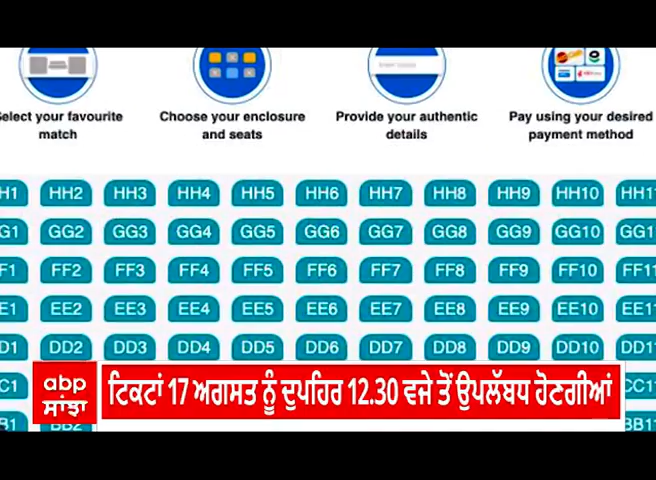 Select your favourite match
Choose your enclosure and seats
Provide your authentic details
Pay using your desired payment method
HH2 HH3 HH4 HH5 HH6 HH7 HH8 HH9 HH10
GG2 GG3 GG4 GG5 GG6 GG7 GG8 GG9 GG10
FF2 FF3 FF4 FF5 FF6 FF7 FF8 FF9 FF10
EE2 EE3 EE4 EE5 EE6 EE7 EE8 EE9 EE10
DD2 DD3 DD4 DD5 DD6 DD7 DD8 DD9 DD10
abp
ਸਾਂਝਾ
ਟਿਕਟਾਂ 17 ਅਗਸਤ ਨੂੰ ਦੁਪਹਿਰ 12.30 ਵਜੇ ਤੋਂ ਉਪਲੱਬਧ ਹੋਣਗੀਆਂ
BB2